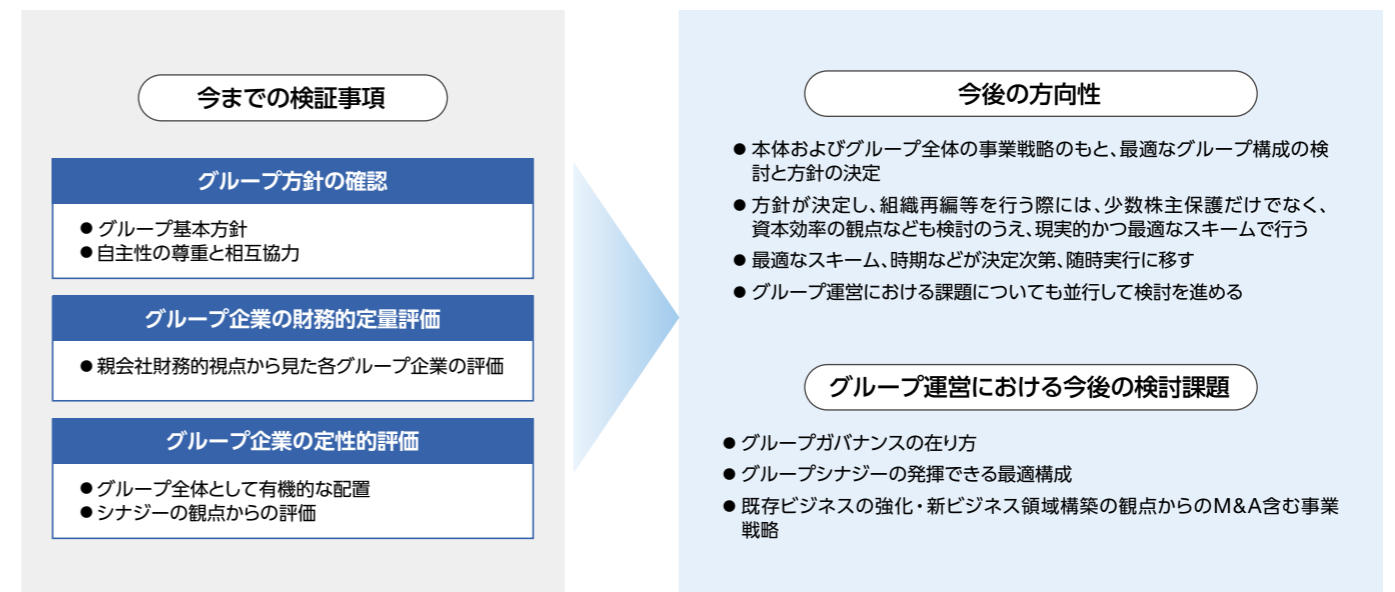 今までの検証事項
グループ方針の確認
● グループ基本方針
● 自主性の尊重と相互協力
グループ企業の財務的定量評価
● 親会社財務的視点から見た各グループ企業の評価
グループ企業の定性的評価
● グループ全体として有機的な配置
● シナジーの観点からの評価
今後の方向性
● 本体およびグループ全体の事業戦略のもと、最適なグループ構成の検
討と方針の決定
● 方針が決定し、組織再編等を行う際には、少数株主保護だけでなく、
資本効率の観点なども検討のうえ、現実的かつ最適なスキームで行う
● 最適なスキーム、時期などが決定次第、随時実行に移す
● グループ運営における課題についても並行して検討を進める
グループ運営における今後の検討課題
● グループガバナンスの在り方
● グループシナジーの発揮できる最適構成
● 既存ビジネスの強化・新ビジネス領域構築の観点からのM&A含む事業
戦略